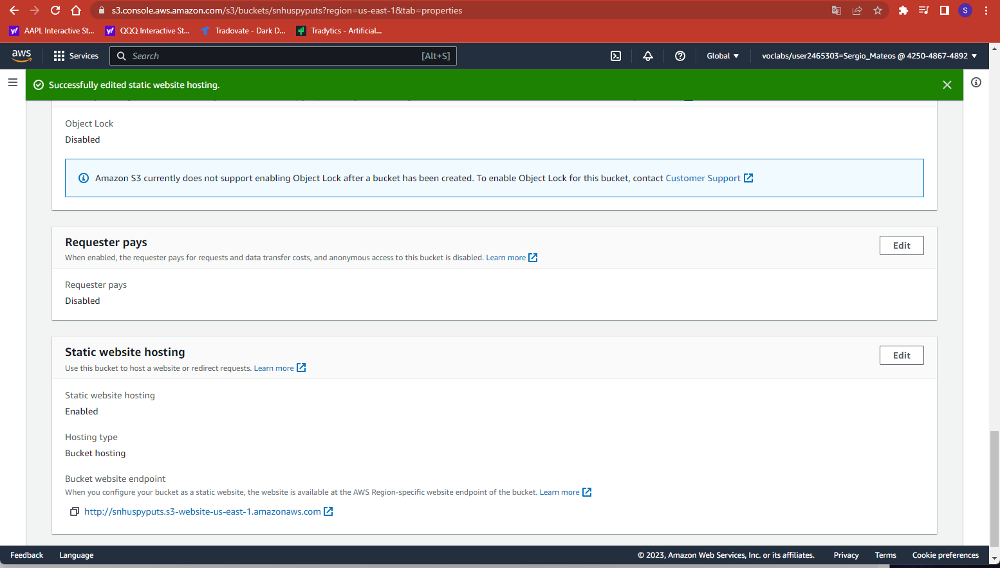 s3.console.aws.amazon.com/s3/buckets/snhuspyputs?region=us-east-1&tab=properties
S
AAPL Interactive St... QQQ Interactive St... Tradovate - Dark D... Tradytics - Artificial...
aws Services Search [Alt+S] Global voclabs/user2465303=Sergio_Mateos @ 4250-4867-4892
Successfully edited static website hosting.
Object Lock
Disabled
Amazon S3 currently does not support enabling Object Lock after a bucket has been created. To enable Object Lock for this bucket, contact Customer Support
Requester pays
Edit
When enabled, the requester pays for requests and data transfer costs, and anonymous access to this bucket is disabled. Learn more
Requester pays
Disabled
Static website hosting
Edit
Use this bucket to host a website or redirect requests. Learn more
Static website hosting
Enabled
Hosting type
Bucket hosting
Bucket website endpoint
When you configure your bucket as a static website, the website is available at the AWS Region-specific website endpoint of the bucket. Learn more
http://snhuspyputs.s3-website-us-east-1.amazonaws.com
Feedback Language © 2023, Amazon Web Services, Inc. or its affiliates. Privacy Terms Cookie preferences